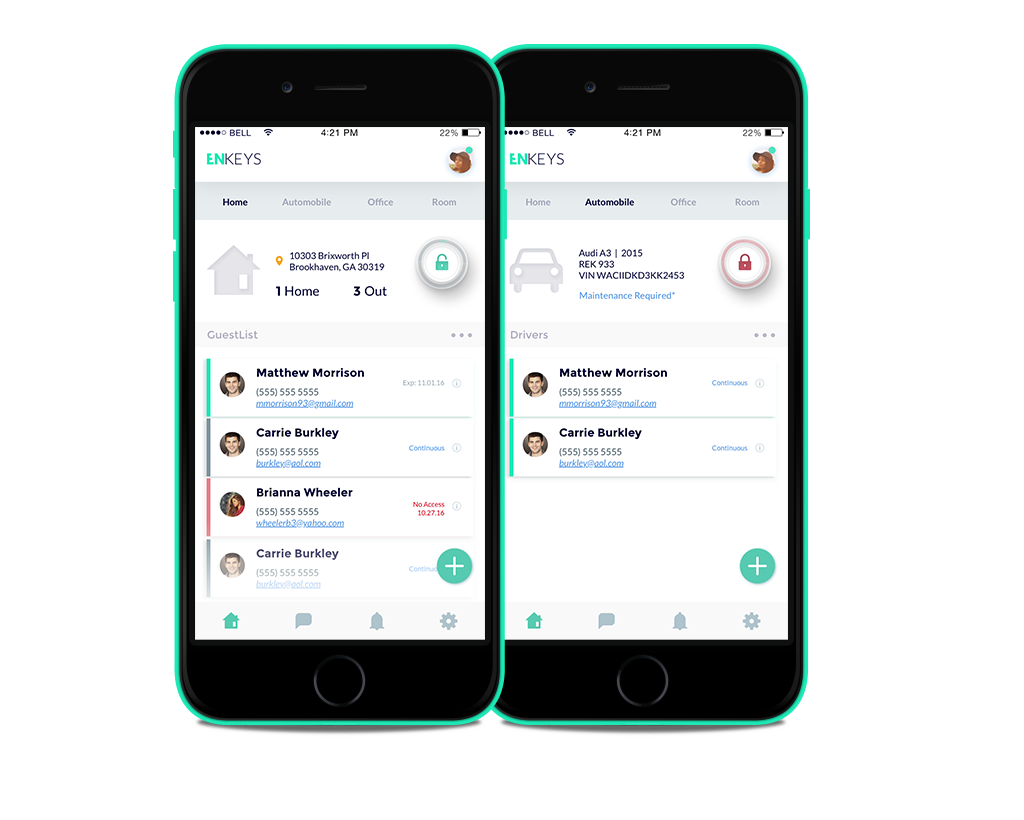 BELL 4:21 PM 22%
ENKEYS
Home Automobile Office Room
10303 Brixworth Pl
Brookhaven, GA 30319
1 Home 3 Out
GuestList
Matthew Morrison
(555) 555 5555
mmorrison93@gmail.com
Exp: 11.01.16
Carrie Burkley
(555) 555 5555
burkley@aol.com
Continuous
Brianna Wheeler
(555) 555 5555
wheelerb3@yahoo.com
No Access
10.27.16
Carrie Burkley
(555) 555 5555
burkley@aol.com
Continuo
BELL 4:21 PM 22%
ENKEYS
Home Automobile Office Room
Audi A3 | 2015
REK 933
VIN WACIIDKD3KK2453
Maintenance Required*
Drivers
Matthew Morrison
(555) 555 5555
mmorrison93@gmail.com
Continuous
Carrie Burkley
(555) 555 5555
burkley@aol.com
Continuous